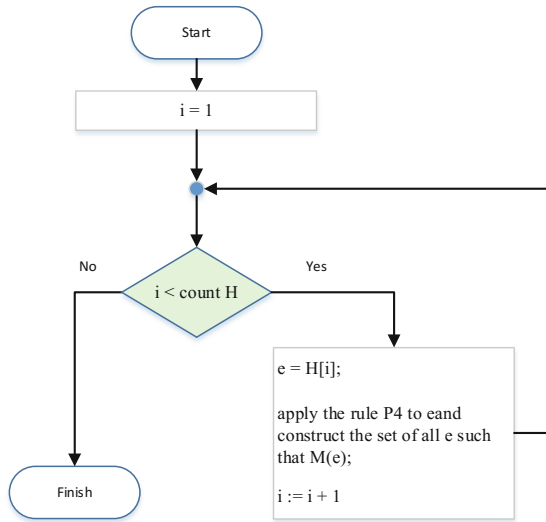 Start
i = 1
No
Yes
i < count H
e = H[i];
apply the rule P4 to eand
construct the set of all e such
that M(e);
i := i + 1
Finish